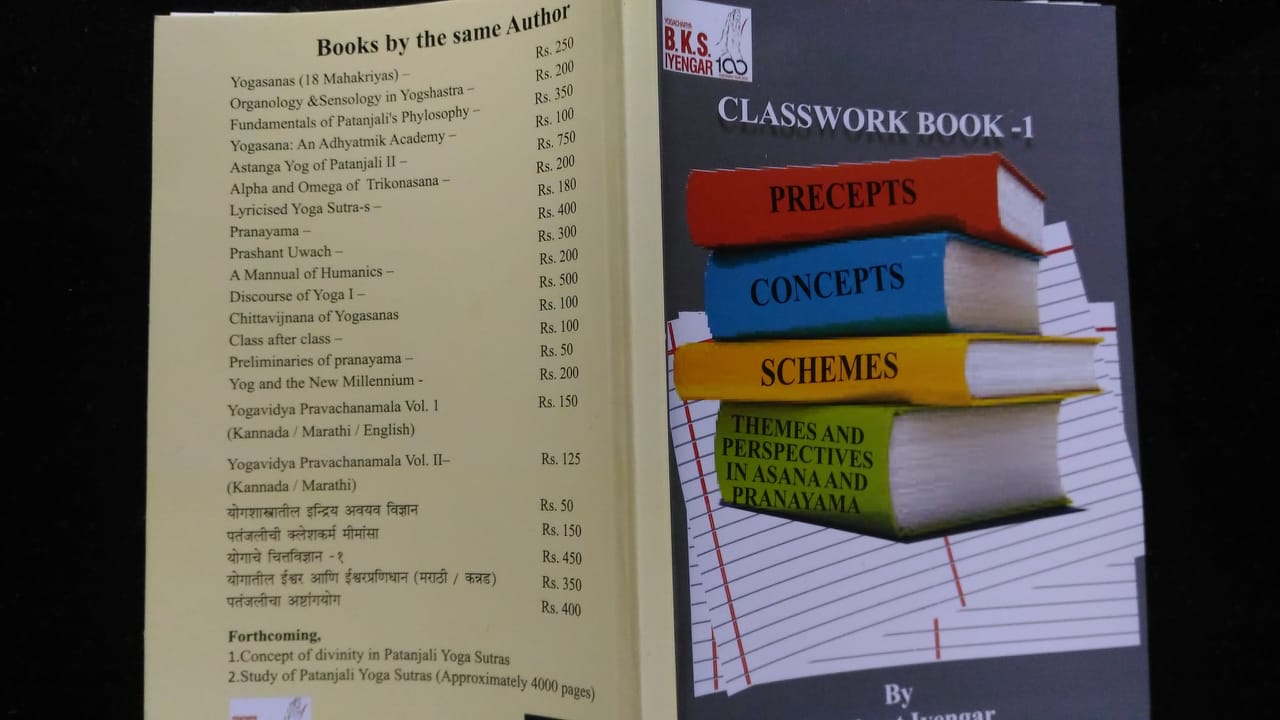 Books by the same Author
Yogasanas (18 Mahakriyas) – Rs. 250
Organology &Sensology in Yogshastra – Rs. 200
Fundamentals of Patanjali's Phylosophy – Rs. 350
Yogasana: An Adhyatmik Academy – Rs. 100
Astanga Yog of Patanjali II – Rs. 750
Alpha and Omega of Trikonasana – Rs. 200
Lyricised Yoga Sutra-s – Rs. 180
Pranayama – Rs. 400
Prashant Uwach – Rs. 300
A Mannual of Humanics – Rs. 200
Discourse of Yoga I – Rs. 500
Chittavijnana of Yogasanas Rs. 100
Class after class – Rs. 100
Preliminaries of pranayama – Rs. 50
Yog and the New Millennium - Rs. 200
Yogavidya Pravachanamala Vol. I Rs. 150
(Kannada / Marathi / English)
Yogavidya Pravachanamala Vol. II– Rs. 125
(Kannada / Marathi)
योगशास्त्रातील इन्द्रिय अवयव विज्ञान Rs. 50
पतंजलीची क्लेशकर्म मीमांसा Rs. 150
योगाचे चित्तविज्ञान -१ Rs. 450
योगातील ईश्वर आणि ईश्वरप्रणिधान (मराठी / कन्नड) Rs. 350
पतंजलीचा अष्टांगयोग Rs. 400
Forthcoming,
1.Concept of divinity in Patanjali Yoga Sutras
2.Study of Patanjali Yoga Sutras (Approximately 4000 pages)
YOGACHARYA
B.K.S.
IYENGAR 100
CLASSWORK BOOK -1
PRECEPTS
CONCEPTS
SCHEMES
THEMES AND
PERSPECTIVES
IN ASANA AND
PRANAYAMA
By
Iyengar